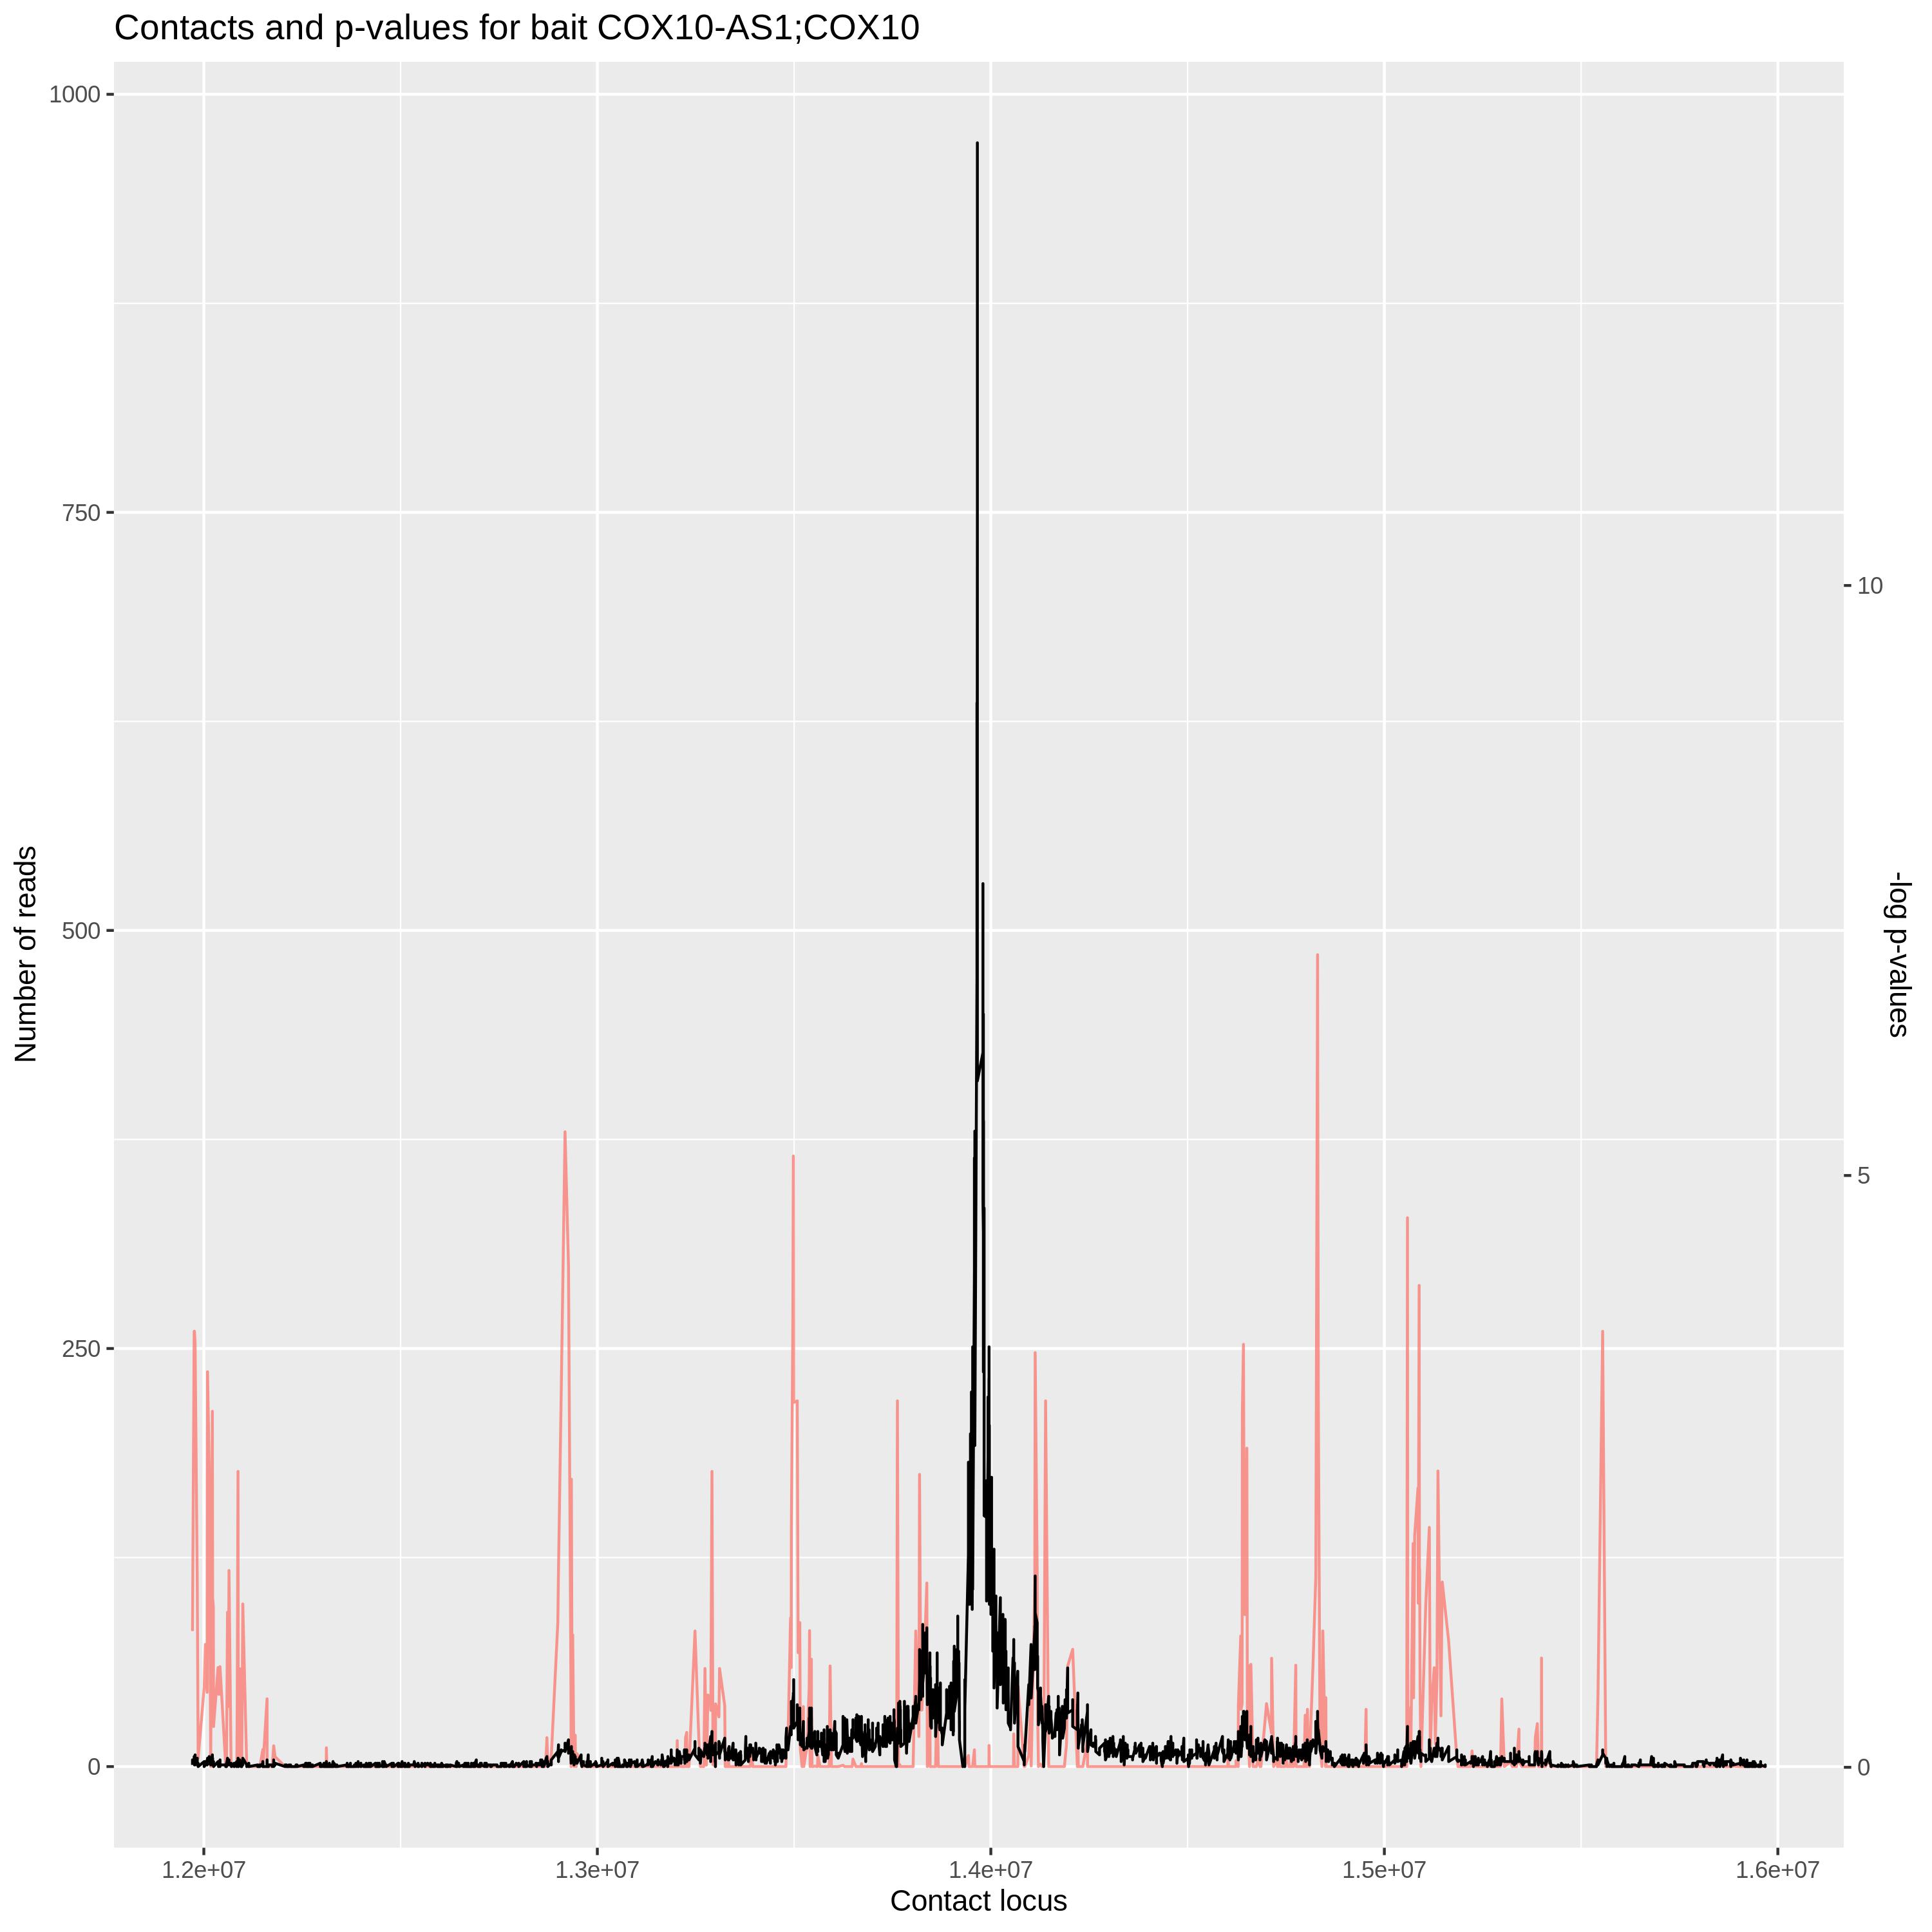 Contacts and p-values for bait COX10-AS1;COX10
1000
750
500
250
0
Number of reads
10
5
0
-log p-values
1.2e+07
1.3e+07
1.4e+07
1.5e+07
1.6e+07
Contact locus